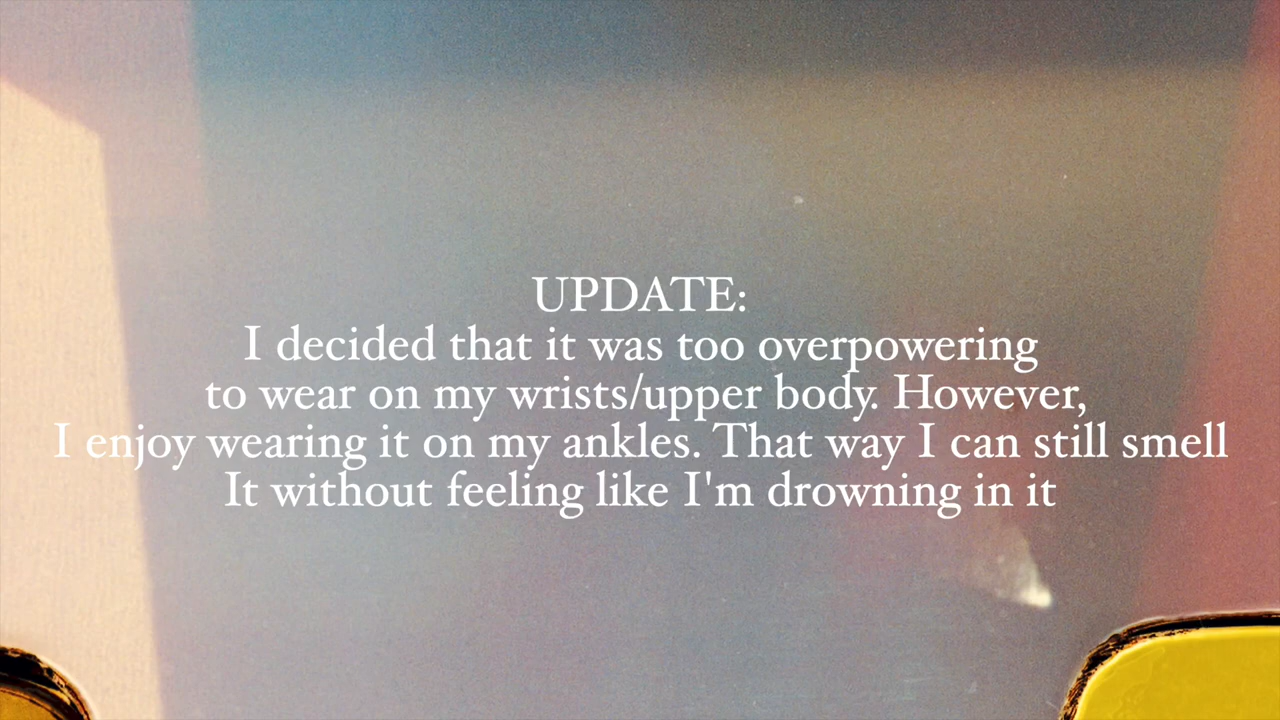 UPDATE:
I decided that it was too overpowering
to wear on my wrists/upper body. However,
I enjoy wearing it on my ankles. That way I can still smell
It without feeling like I'm drowning in it